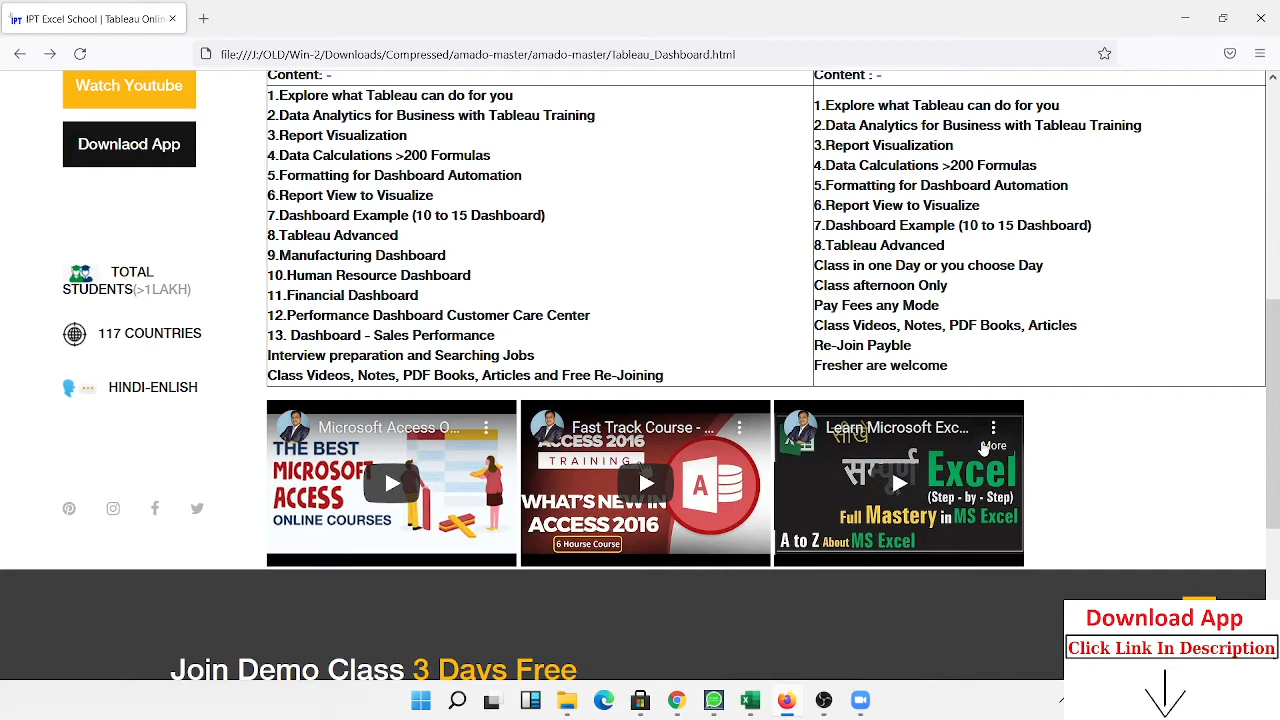 IPT Excel School | Tableau Onlin
file:///J:/OLD/Win-2/Downloads/Compressed/amado-master/amado-master/Tableau_Dashboard.html
Watch Youtube
Downlaod App
TOTAL
STUDENTS(>1LAKH)
117 COUNTRIES
HINDI-ENLISH
Content: -
1.Explore what Tableau can do for you
2.Data Analytics for Business with Tableau Training
3.Report Visualization
4.Data Calculations >200 Formulas
5.Formatting for Dashboard Automation
6.Report View to Visualize
7.Dashboard Example (10 to 15 Dashboard)
8.Tableau Advanced
9.Manufacturing Dashboard
10.Human Resource Dashboard
11.Financial Dashboard
12.Performance Dashboard Customer Care Center
13. Dashboard - Sales Performance
Interview preparation and Searching Jobs
Class Videos, Notes, PDF Books, Articles and Free Re-Joining
Content : -
1.Explore what Tableau can do for you
2.Data Analytics for Business with Tableau Training
3.Report Visualization
4.Data Calculations >200 Formulas
5.Formatting for Dashboard Automation
6.Report View to Visualize
7.Dashboard Example (10 to 15 Dashboard)
8.Tableau Advanced
Class in one Day or you choose Day
Class afternoon Only
Pay Fees any Mode
Class Videos, Notes, PDF Books, Articles
Re-Join Payble
Fresher are welcome
Microsoft Access O...
THE BEST
MICROSOFT
ACCESS
ONLINE COURSES
Fast Track Course - ...
ACCESS 2016
TRAINING
WHAT'S NEW IN
ACCESS 2016
6 Hourse Course
Learn Microsoft Exc...
More
सीखे
सम्पूर्ण Excel
(Step - by - Step)
Full Mastery in MS Excel
A to Z About MS Excel
Join Demo Class 3 Days Free
Download App
Click Link In Description